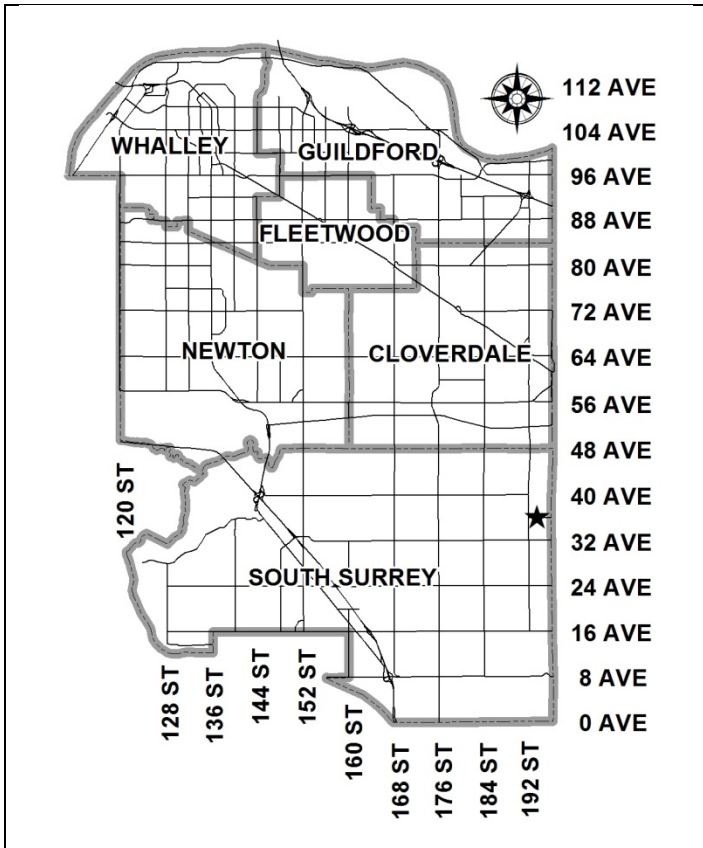 112 AVE
104 AVE
WHALLEY
GUILDFORD
96 AVE
88 AVE
FLEETWOOD
80 AVE
72 AVE
NEWTON
CLOVERDALE
64 AVE
56 AVE
48 AVE
120 ST
40 AVE
32 AVE
SOUTH SURREY
24 AVE
16 AVE
128 ST
136 ST
144 ST
152 ST
160 ST
168 ST
176 ST
184 ST
192 ST
8 AVE
0 AVE